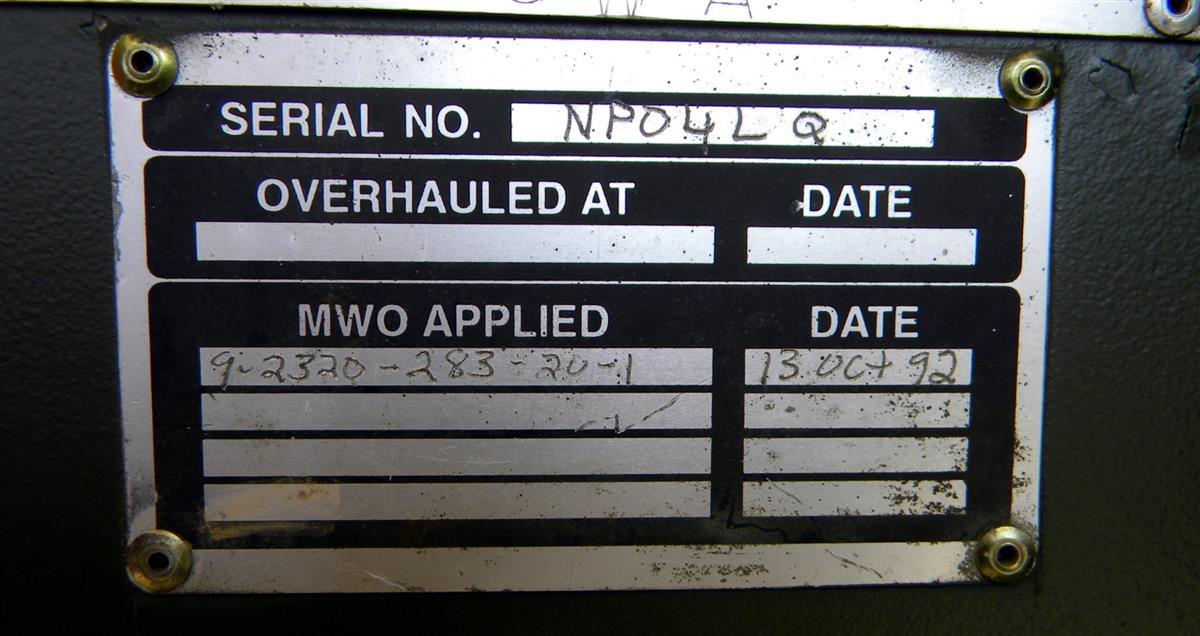 SERIAL NO. NP04LQ
OVERHAULED AT DATE
MWO APPLIED DATE
9-2320-283-20-1 13 Oct 92